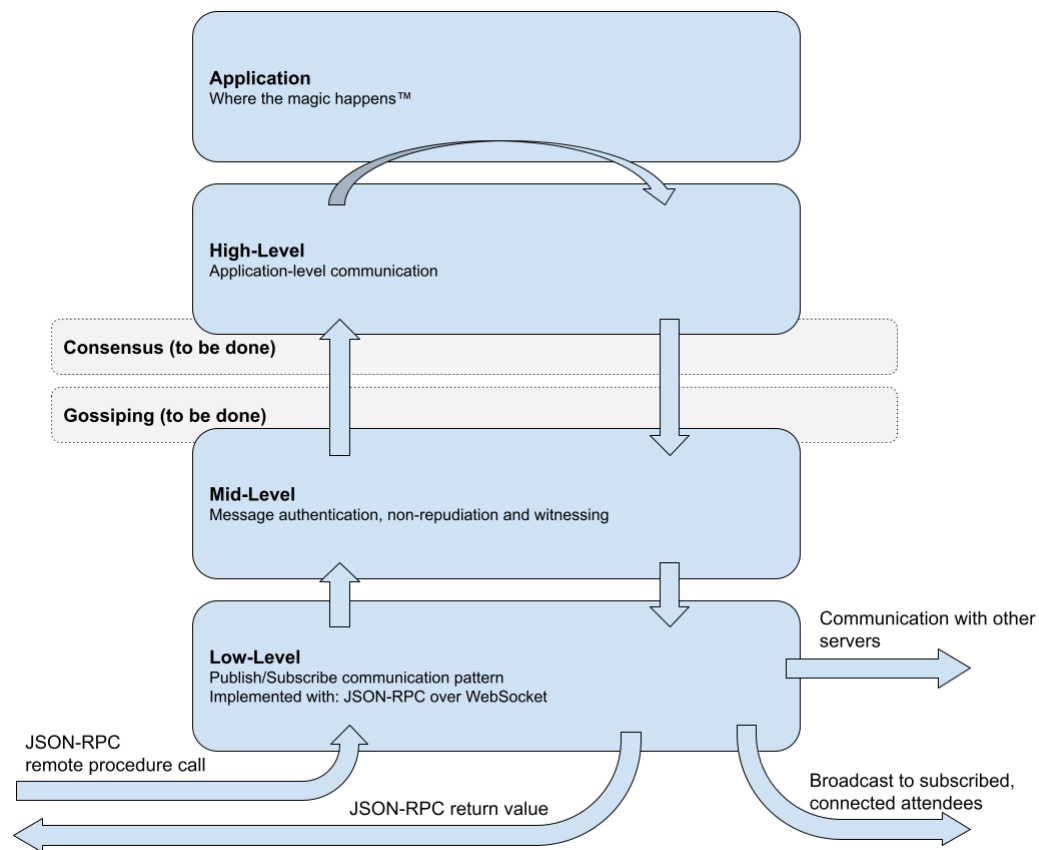 Application
Where the magic happens™
High-Level
Application-level communication
Consensus (to be done)
Gossiping (to be done)
Mid-Level
Message authentication, non-repudiation and witnessing
Low-Level
Publish/Subscribe communication pattern
Implemented with: JSON-RPC over WebSocket
Communication with other
servers
JSON-RPC
remote procedure call
JSON-RPC return value
Broadcast to subscribed,
connected attendees